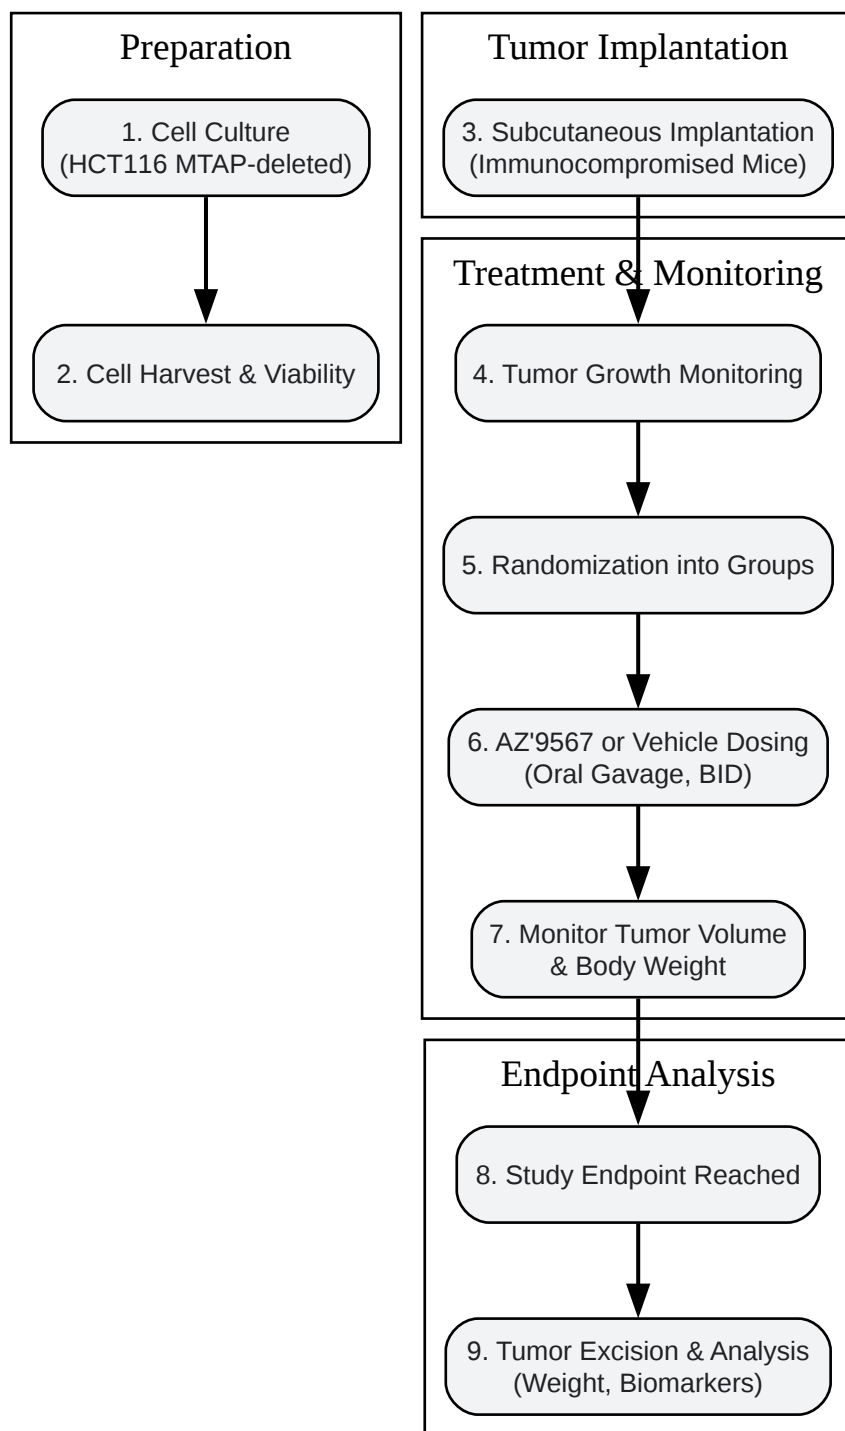 Preparation
1. Cell Culture
(HCT116 MTAP-deleted)
2. Cell Harvest & Viability
Tumor Implantation
3. Subcutaneous Implantation
(Immunocompromised Mice)
Treatment & Monitoring
4. Tumor Growth Monitoring
5. Randomization into Groups
6. AZ'9567 or Vehicle Dosing
(Oral Gavage, BID)
7. Monitor Tumor Volume
& Body Weight
Endpoint Analysis
8. Study Endpoint Reached
9. Tumor Excision & Analysis
(Weight, Biomarkers)